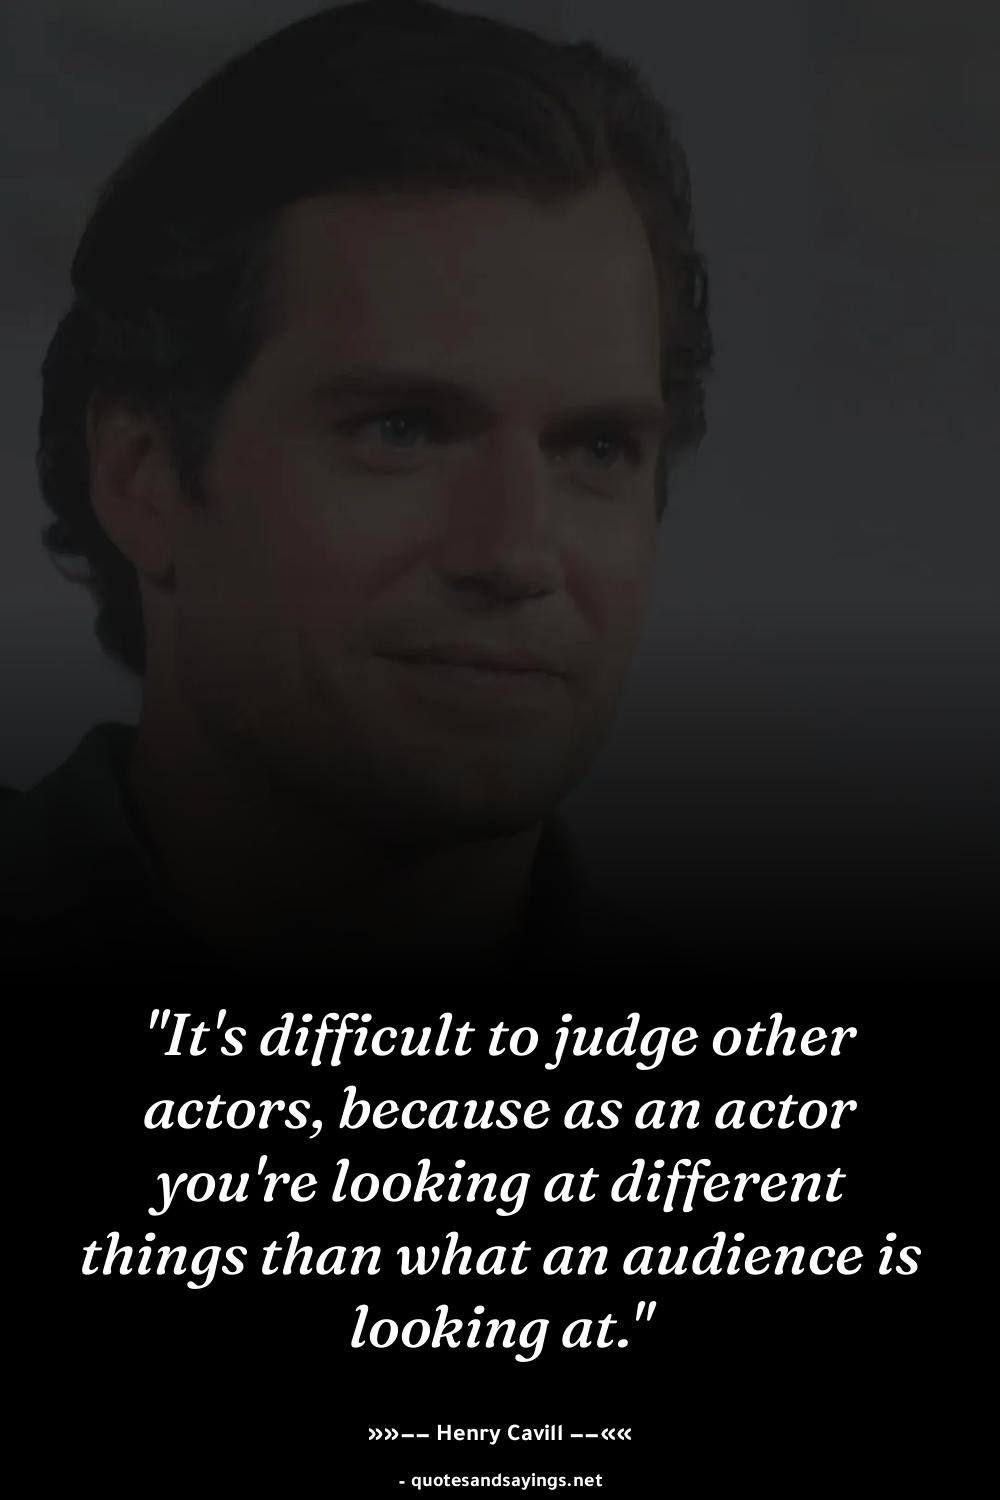 "It's difficult to judge other
actors, because as an actor
you're looking at different
things than what an audience is
looking at."
»»–– Henry Cavill ––««
- quotesandsayings.net